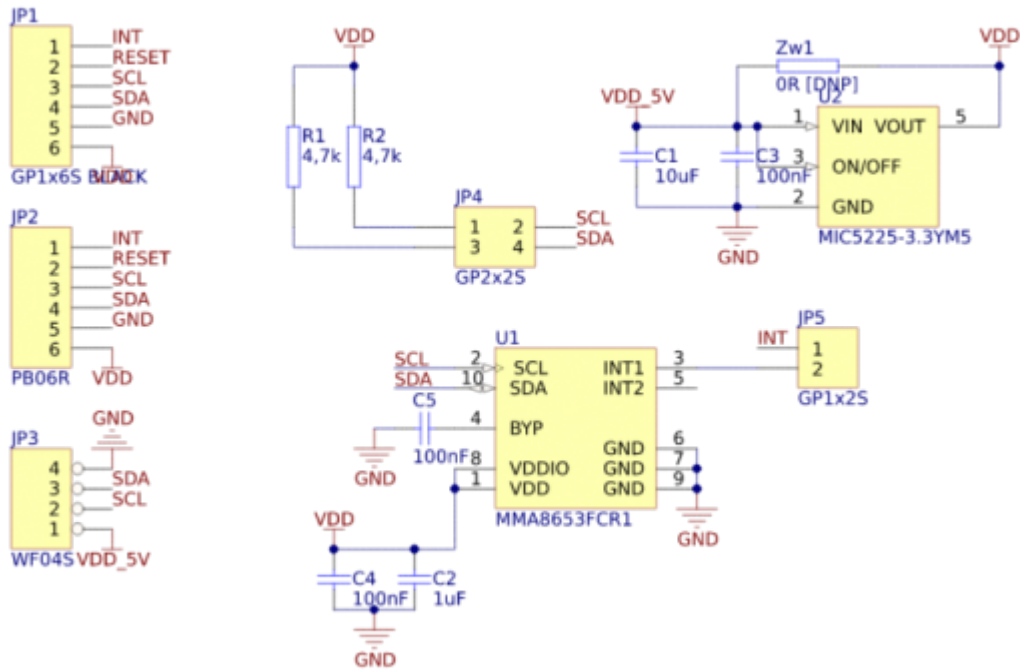 JP1
1 INT
2 RESET
3 SCL
4 SDA
5 GND
6
GP1x6S BLACK
VDD
JP2
1 INT
2 RESET
3 SCL
4 SDA
5 GND
6
PB06R
VDD
GND
JP3
4
3 SDA
2 SCL
1
WF04S
VDD_5V
VDD
R1
4,7k
R2
4,7k
JP4
1 2 SCL
3 4 SDA
GP2x2S
VDD
Zw1
0R [DNP]
VDD_5V
U2
1 VIN VOUT 5
3 ON/OFF
2 GND
MIC5225-3.3YM5
C1
10uF
C3
100nF
GND
U1
SCL 2 SCL INT1 3
SDA 10 SDA INT2 5
C5
100nF
4 BYP
GND
GND 6
8 VDDIO GND 7
1 VDD GND 9
MMA8653FCR1
GND
JP5
INT 1
2
GP1x2S
VDD
C4
100nF
C2
1uF
GND